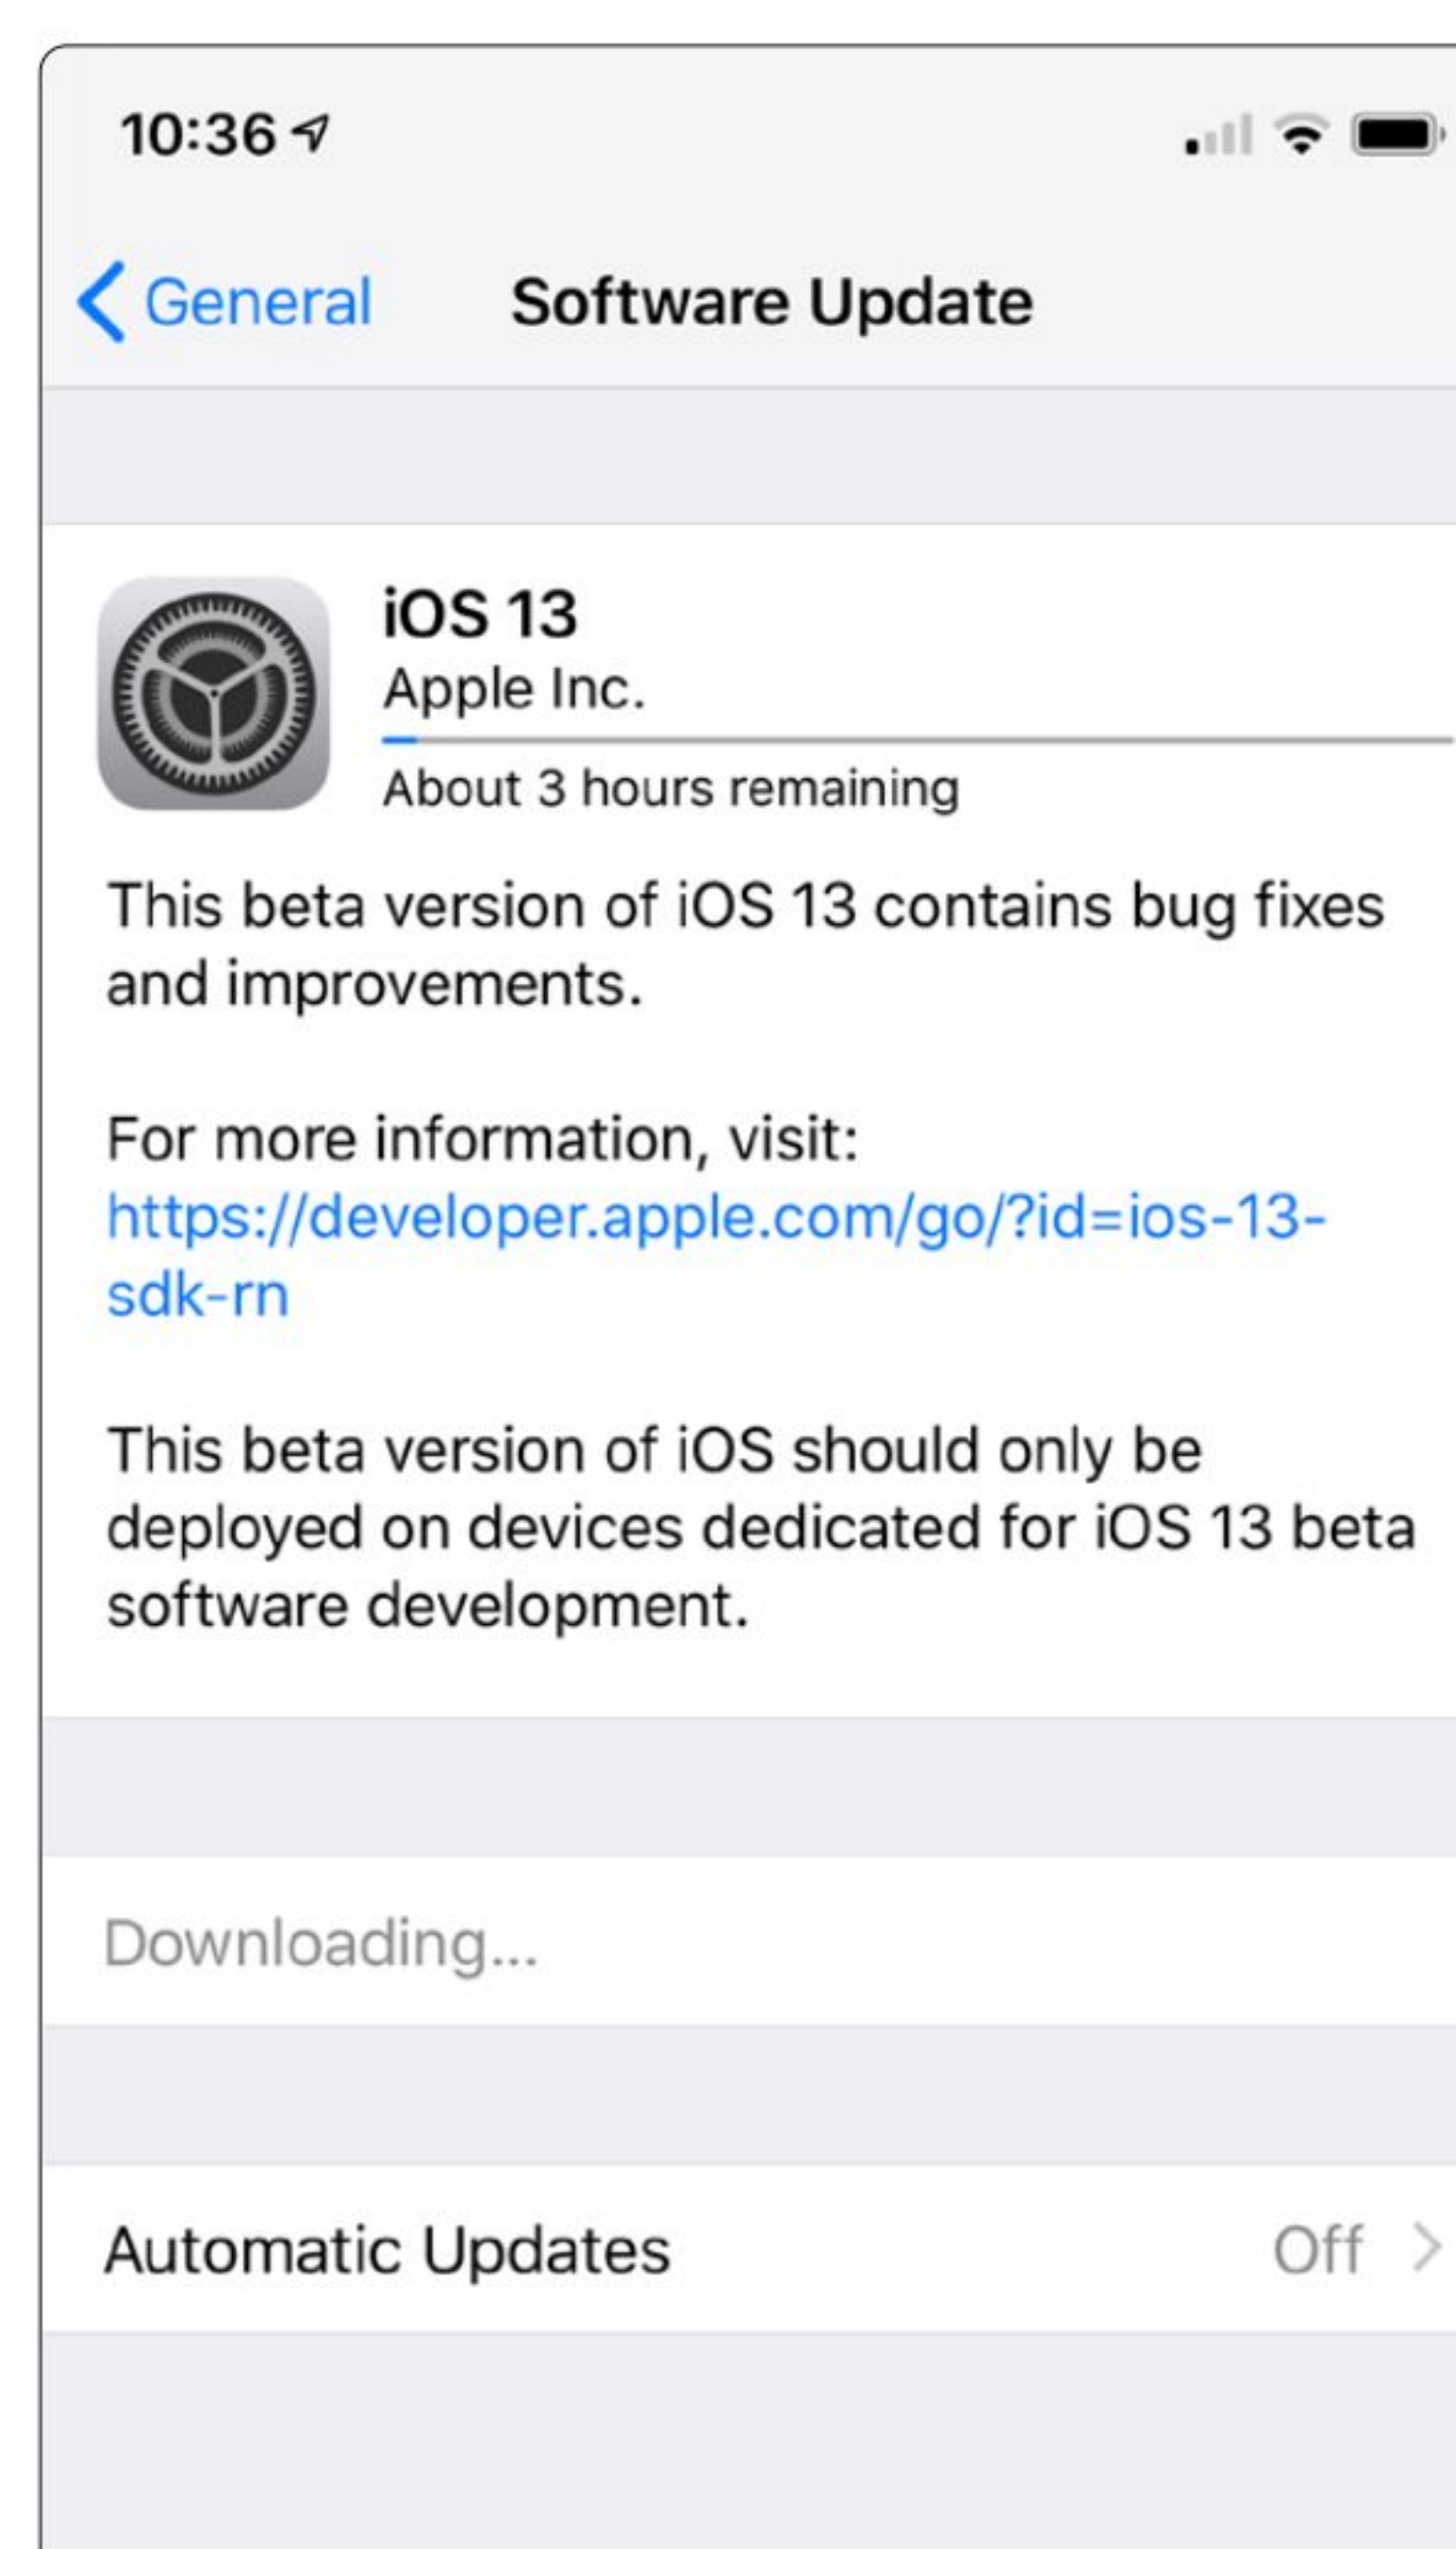 10:36
General
Software Update
iOS 13
Apple Inc.
About 3 hours remaining
This beta version of iOS 13 contains bug fixes
and improvements.
For more information, visit:
https://developer.apple.com/go/?id=ios-13-
sdk-rn
This beta version of iOS should only be
deployed on devices dedicated for iOS 13 beta
software development.
Downloading...
Automatic Updates Off